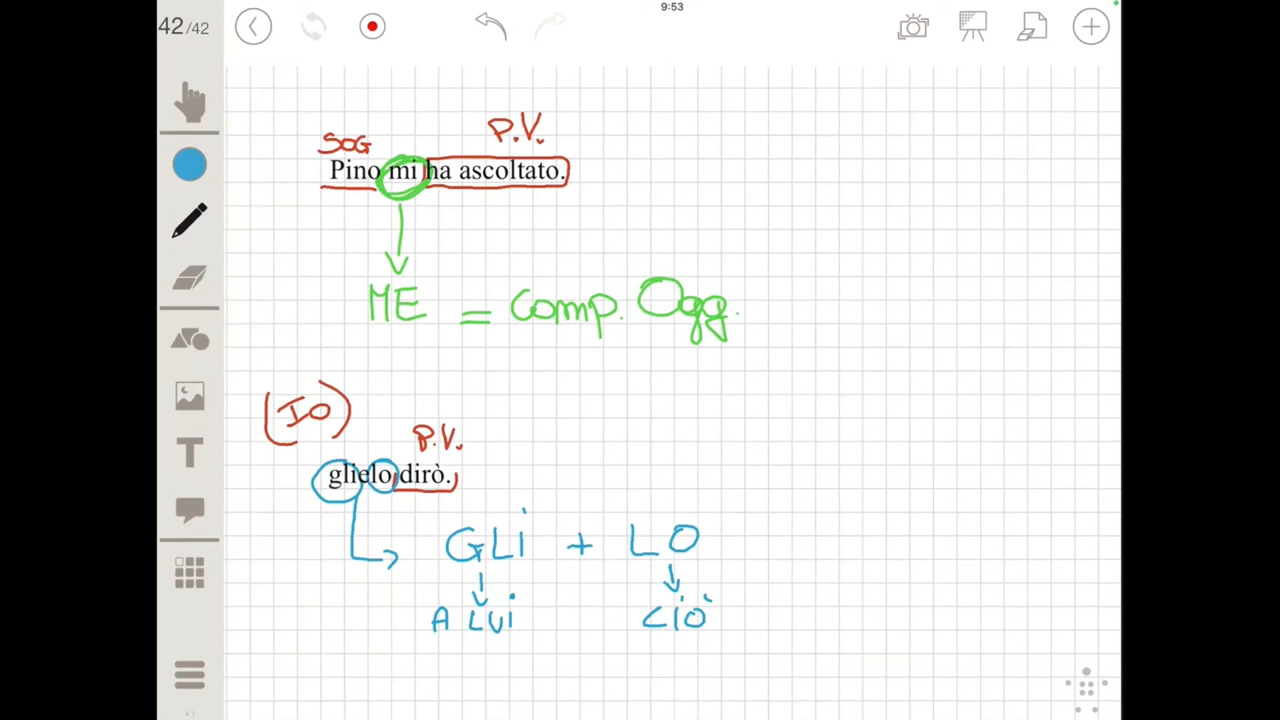 9:53
42/42
SOG P.V.
Pino mi ha ascoltato.
ME = Comp. Ogg.
(IO)
P.V.
glielo dirò.
GLi + LO
A LUi Ciò
T